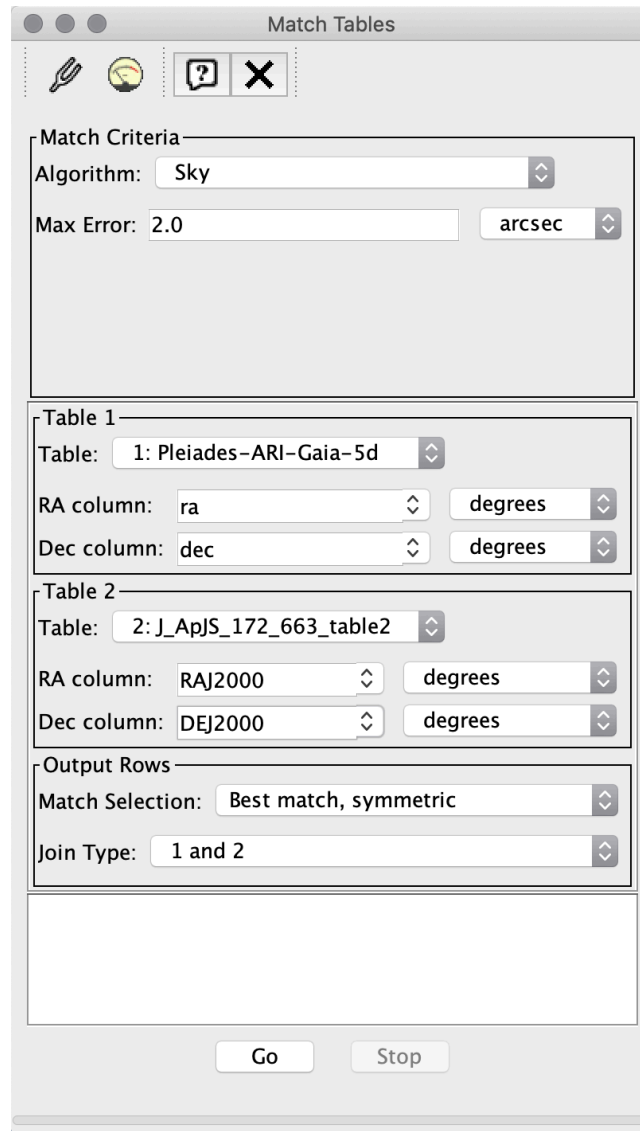 Match Tables
Match Criteria
Algorithm: Sky
Max Error: 2.0 arcsec
Table 1
Table: 1: Pleiades-ARI-Gaia-5d
RA column: ra degrees
Dec column: dec degrees
Table 2
Table: 2: J_ApJS_172_663_table2
RA column: RAJ2000 degrees
Dec column: DEJ2000 degrees
Output Rows
Match Selection: Best match, symmetric
Join Type: 1 and 2
Go Stop